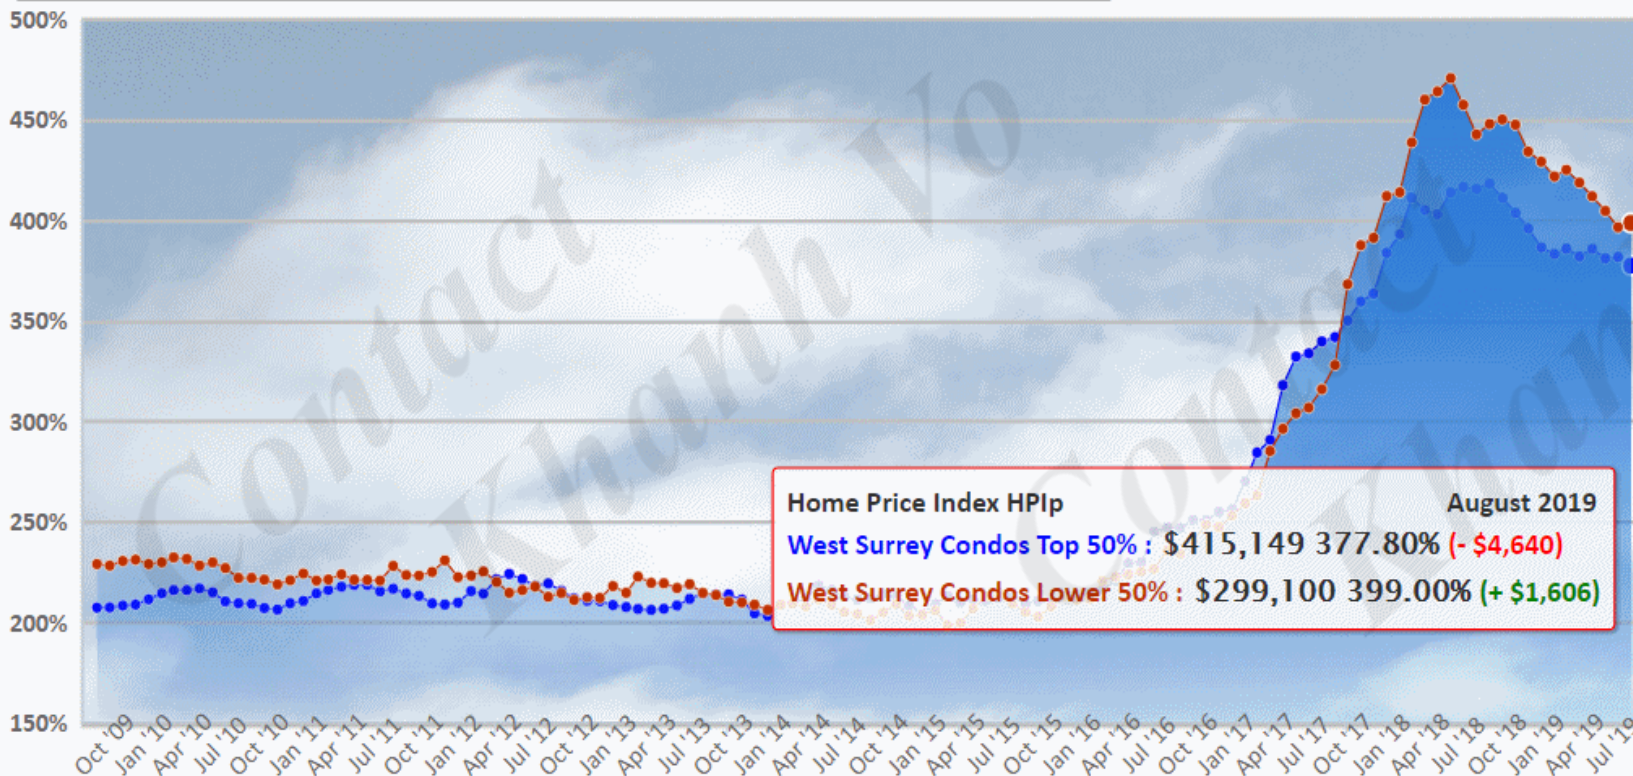 500%
450%
400%
350%
300%
250%
200%
150%
Contact
Khanh Vo
Contact
Khan
Home Price Index HPIp August 2019
West Surrey Condos Top 50% : $415,149 377.80% (- $4,640)
West Surrey Condos Lower 50% : $299,100 399.00% (+ $1,606)
Oct '09 Jan '10 Apr '10 Jul '10 Oct '10 Jan '11 Apr '11 Jul '11 Oct '11 Jan '12 Apr '12 Jul '12 Oct '12 Jan '13 Apr '13 Jul '13 Oct '13 Jan '14 Apr '14 Jul '14 Oct '14 Jan '15 Apr '15 Jul '15 Oct '15 Jan '16 Apr '16 Jul '16 Oct '16 Jan '17 Apr '17 Jul '17 Oct '17 Jan '18 Apr '18 Jul '18 Oct '18 Jan '19 Apr '19 Jul '19